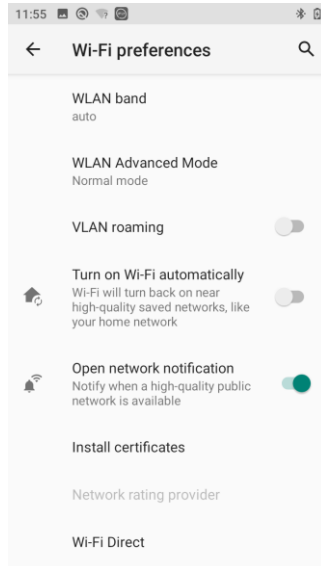 11:55
Wi-Fi preferences
WLAN band
auto
WLAN Advanced Mode
Normal mode
VLAN roaming
Turn on Wi-Fi automatically
Wi-Fi will turn back on near
high-quality saved networks, like
your home network
Open network notification
Notify when a high-quality public
network is available
Install certificates
Network rating provider
Wi-Fi Direct